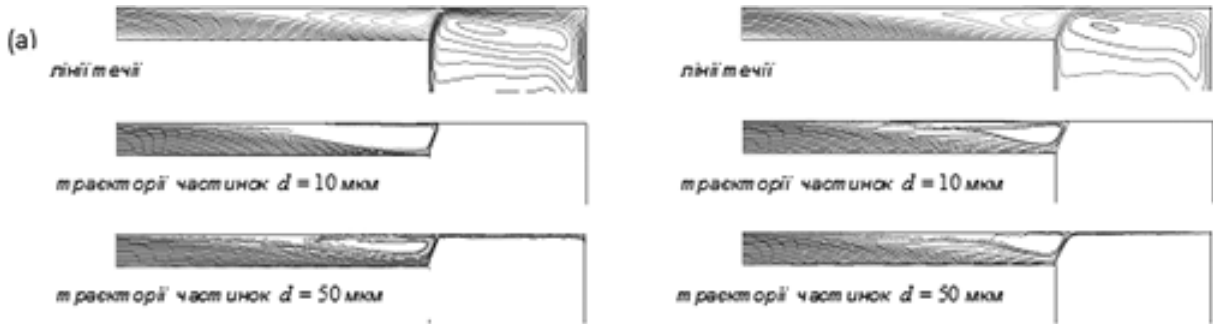 (а)
лінії течії
лінії течії
траєкторії частинок d = 10 мкм
траєкторії частинок d = 10 мкм
траєкторії частинок d = 50 мкм
траєкторії частинок d = 50 мкм